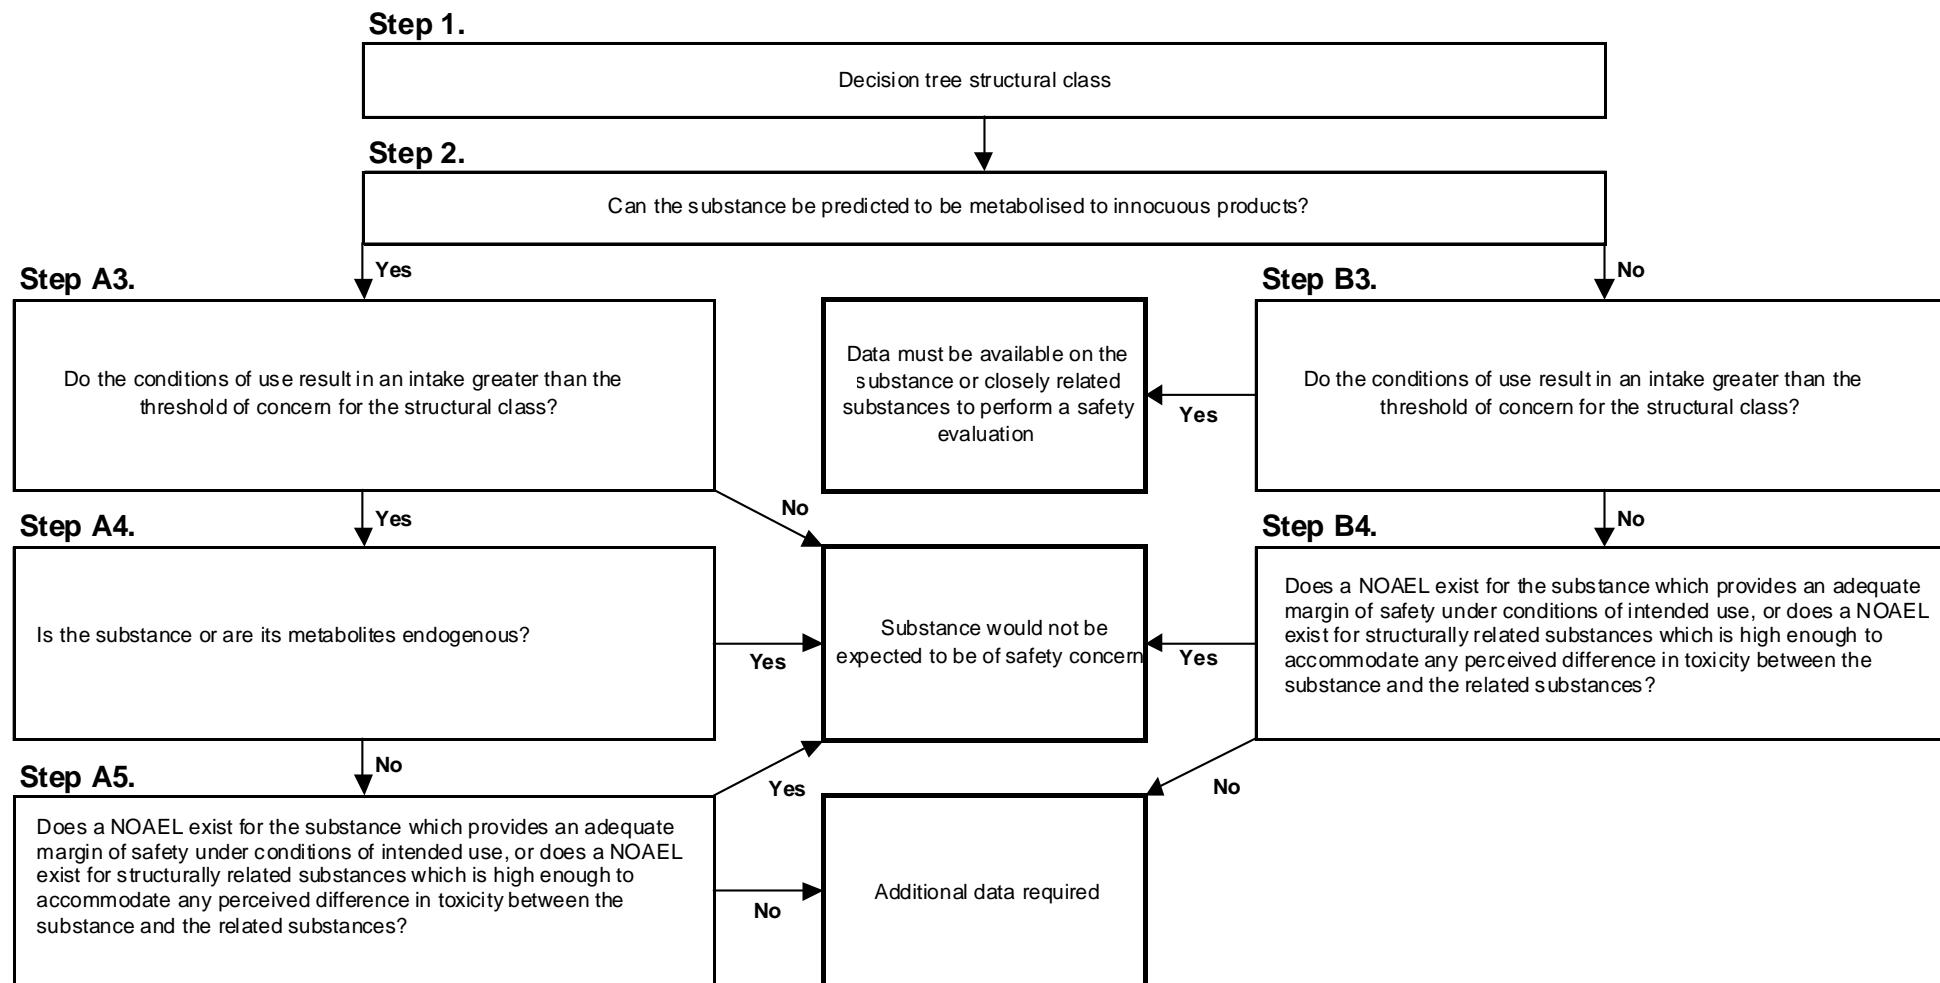 Step 1.
Decision tree structural class
Step 2.
Can the substance be predicted to be metabolised to innocuous products?
Yes
No
Step A3.
Do the conditions of use result in an intake greater than the
threshold of concern for the structural class?
Data must be available on the
substance or closely related
substances to perform a safety
evaluation
Yes
Step B3.
Do the conditions of use result in an intake greater than the
threshold of concern for the structural class?
Yes
No
No
Step A4.
Is the substance or are its metabolites endogenous?
Yes
Substance would not be
expected to be of safety concern
Yes
Step B4.
Does a NOAEL exist for the substance which provides an adequate
margin of safety under conditions of intended use, or does a NOAEL
exist for structurally related substances which is high enough to
accommodate any perceived difference in toxicity between the
substance and the related substances?
No
Yes
No
Step A5.
Does a NOAEL exist for the substance which provides an adequate
margin of safety under conditions of intended use, or does a NOAEL
exist for structurally related substances which is high enough to
accommodate any perceived difference in toxicity between the
substance and the related substances?
No
Additional data required